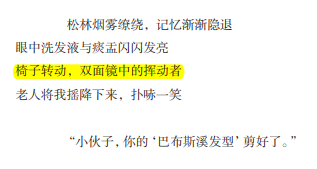 松林烟雾缭绕，记忆渐渐隐退
眼中洗发液与痰盂闪闪发亮
椅子转动，双面镜中的挥动者
老人将我摇降下来，扑哧一笑
“小伙子，你的‘巴布斯溪发型’剪好了。”